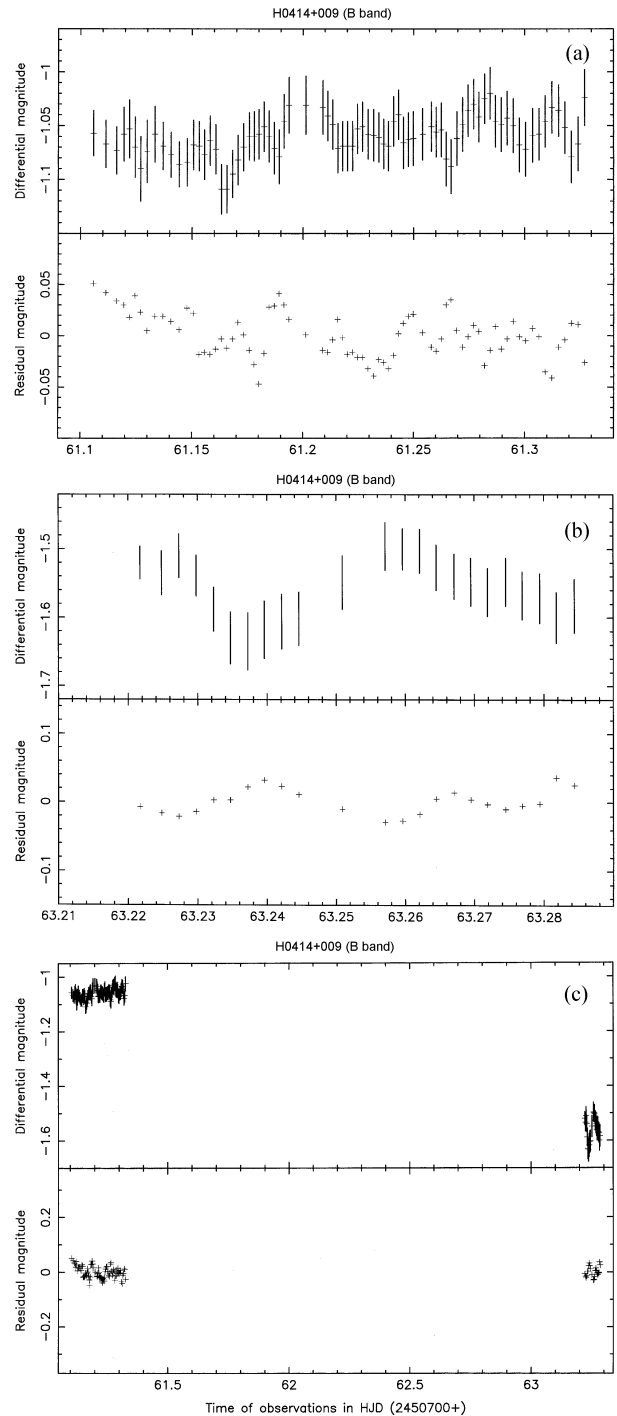 H0414+009 (B band)
(a)
Differential magnitude
−1
−1.05
−1.1
Residual magnitude
0.05
0
−0.05
61.1 61.15 61.2 61.25 61.3
H0414+009 (B band)
(b)
Differential magnitude
−1.5
−1.6
−1.7
Residual magnitude
0.1
0
−0.1
63.21 63.22 63.23 63.24 63.25 63.26 63.27 63.28
H0414+009 (B band)
(c)
Differential magnitude
−1
−1.2
−1.4
−1.6
Residual magnitude
0.2
0
−0.2
61.5 62 62.5 63
Time of observations in HJD (2450700+)